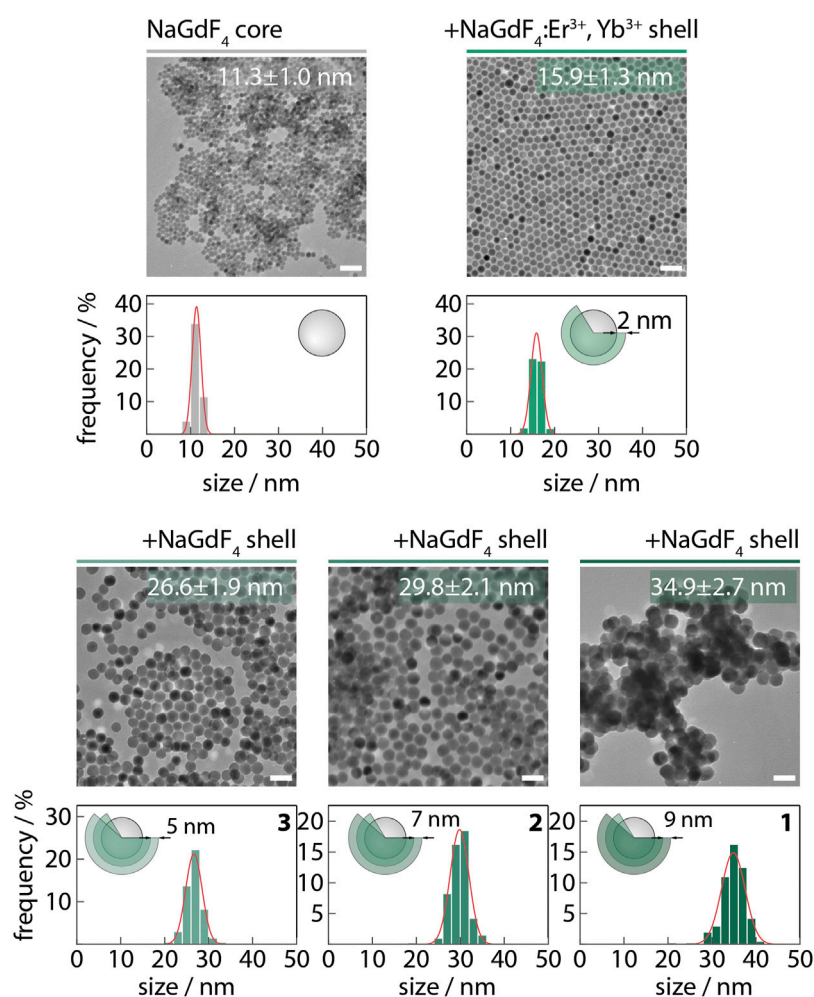 NaGdF₄ core
+NaGdF₄:Er³⁺, Yb³⁺ shell
11.3±1.0 nm
15.9±1.3 nm
frequency / %
40
30
20
10
0 10 20 30 40 50
size / nm
40
30
20
10
2 nm
0 10 20 30 40 50
size / nm
+NaGdF₄ shell
+NaGdF₄ shell
+NaGdF₄ shell
26.6±1.9 nm
29.8±2.1 nm
34.9±2.7 nm
frequency / %
30
20
10
5 nm
3
0 10 20 30 40 50
size / nm
20
15
10
5
7 nm
2
0 10 20 30 40 50
size / nm
20
15
10
5
9 nm
1
0 10 20 30 40 50
size / nm